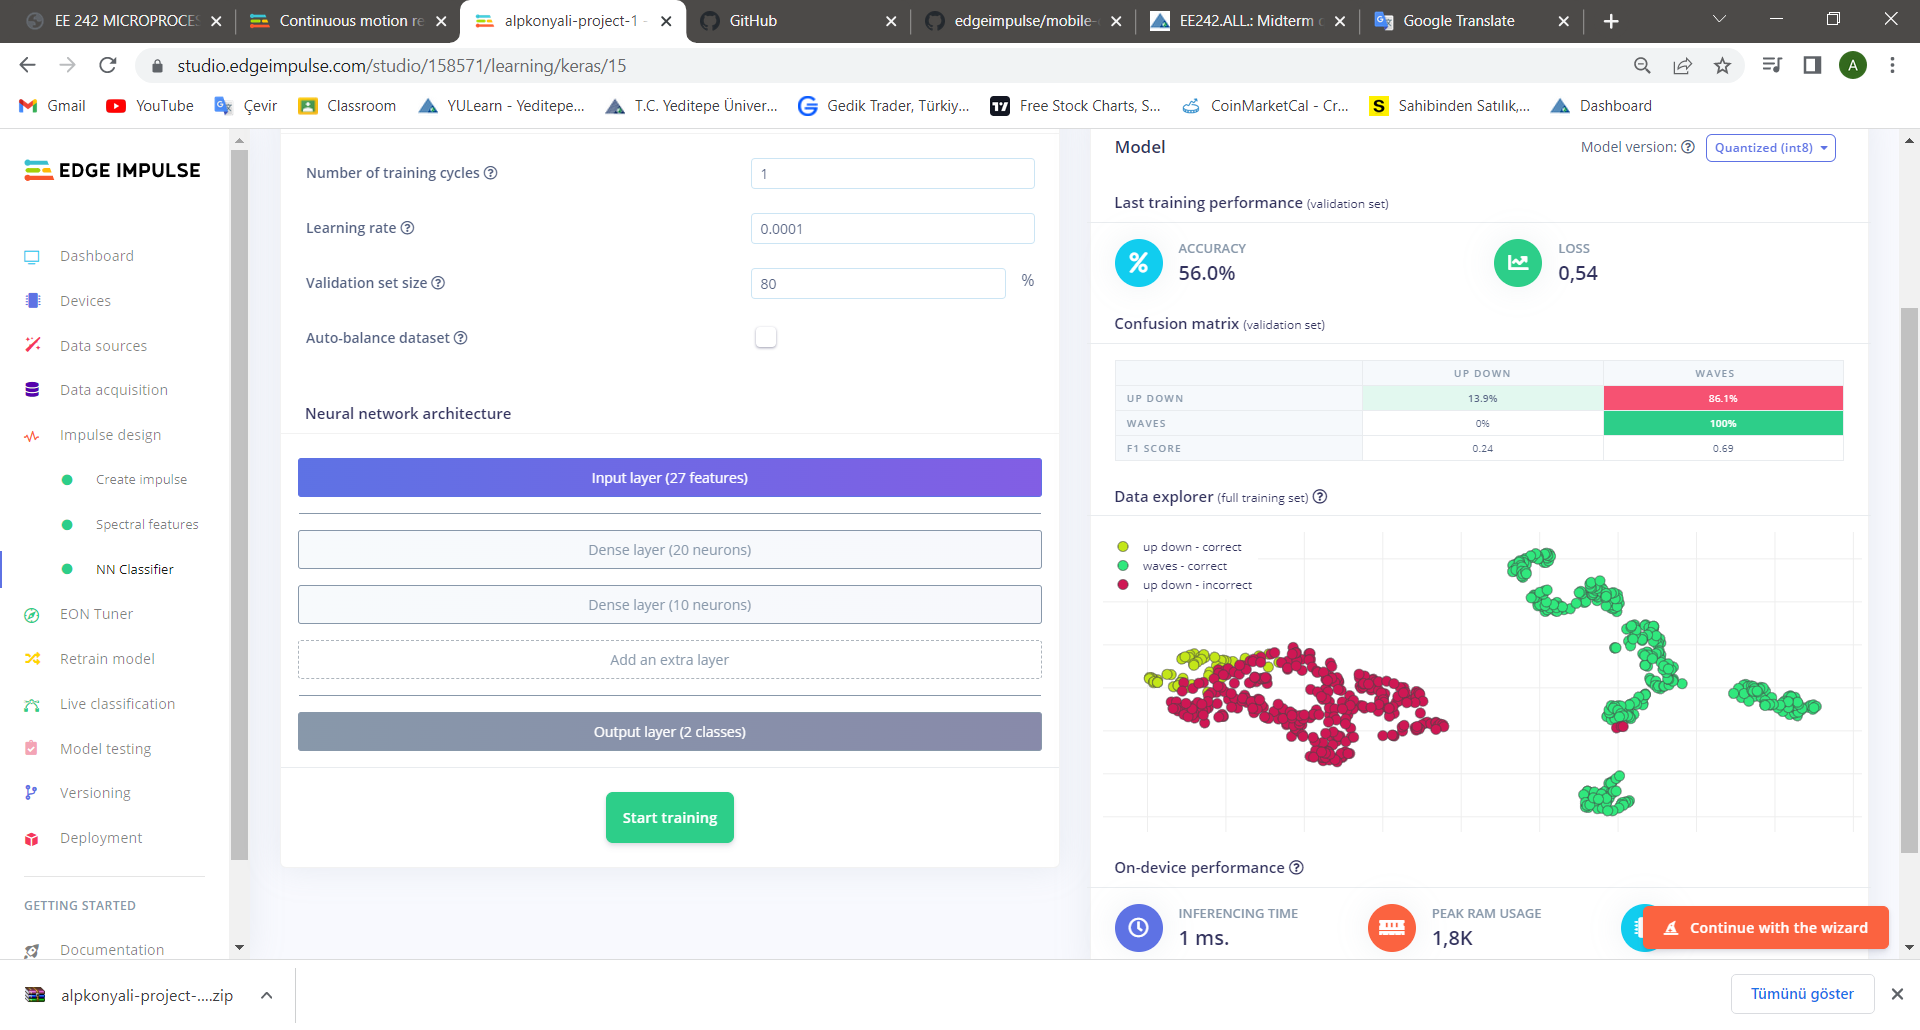 EE 242 MICROPROCES
Continuous motion re
alpkonyali-project-1 -
GitHub
edgeimpulse/mobile-
EE242.ALL.: Midterm
Google Translate
studio.edgeimpulse.com/studio/158571/learning/keras/15
A
Gmail
YouTube
Çevir
Classroom
YULearn - Yeditepe...
T.C. Yeditepe Üniver...
Gedik Trader, Türkiy...
Free Stock Charts, S...
CoinMarketCal - Cr...
Sahibinden Satılık,...
Dashboard
EDGE IMPULSE
Dashboard
Devices
Data sources
Data acquisition
Impulse design
Create impulse
Spectral features
NN Classifier
EON Tuner
Retrain model
Live classification
Model testing
Versioning
Deployment
GETTING STARTED
Documentation
Number of training cycles
1
Learning rate
0.0001
Validation set size
80
%
Auto-balance dataset
Neural network architecture
Input layer (27 features)
Dense layer (20 neurons)
Dense layer (10 neurons)
Add an extra layer
Output layer (2 classes)
Start training
Model
Model version:
Quantized (int8)
Last training performance (validation set)
ACCURACY
56.0%
LOSS
0,54
Confusion matrix (validation set)
UP DOWN WAVES
UP DOWN 13.9% 86.1%
WAVES 0% 100%
F1 SCORE 0.24 0.69
Data explorer (full training set)
up down - correct
waves - correct
up down - incorrect
On-device performance
INFERENCING TIME
1 ms.
PEAK RAM USAGE
1,8K
Continue with the wizard
alpkonyali-project-....zip
Tümünü göster